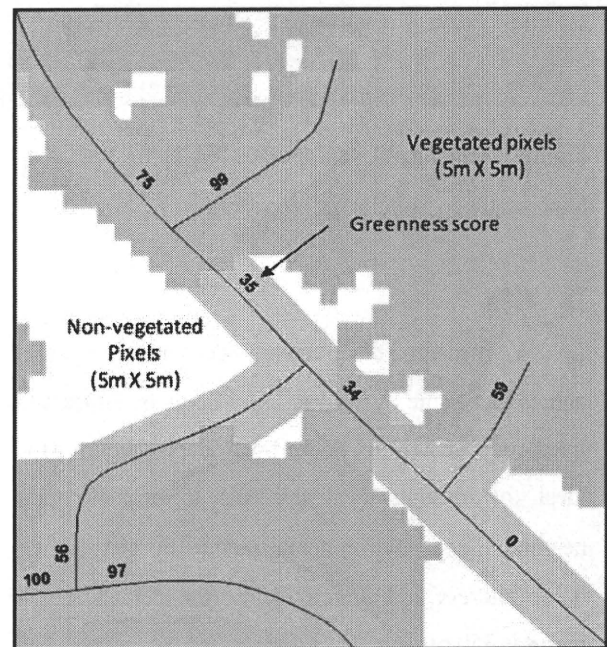 Vegetated pixels
(5m X 5m)
75
99
Greenness score
35
Non-vegetated
Pixels
(5m X 5m)
34
59
0
56
100
97